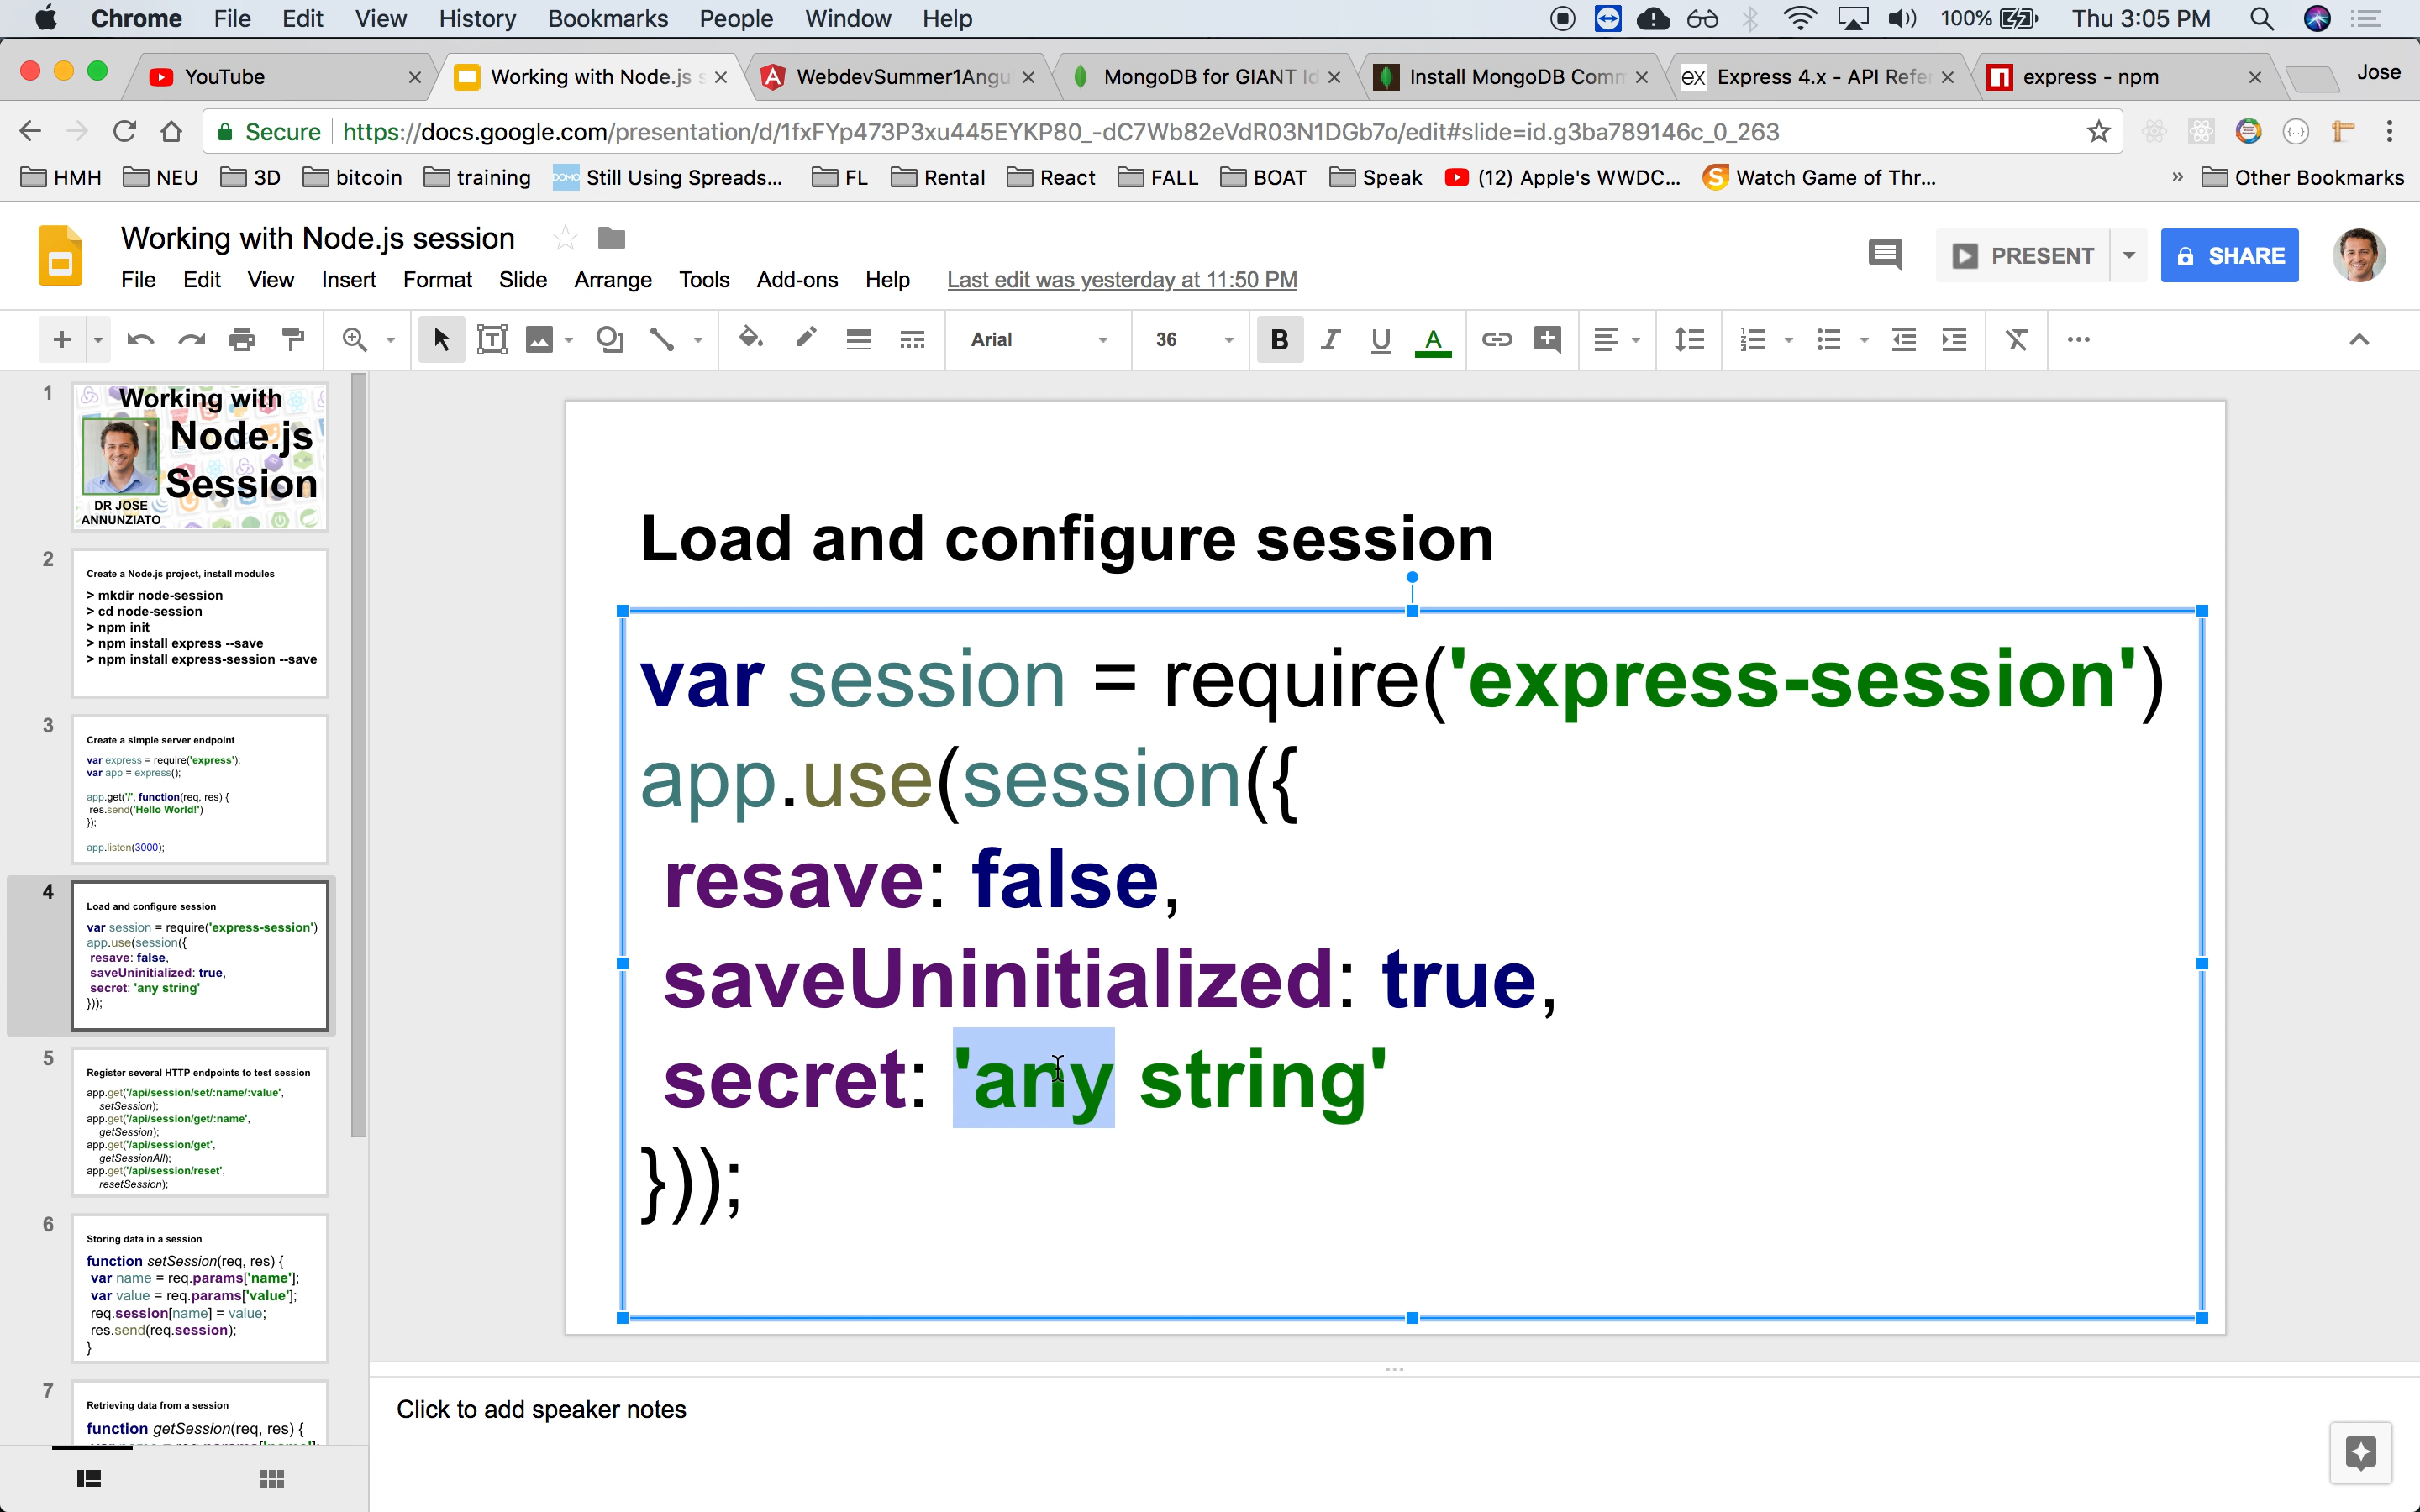 Chrome File Edit View History Bookmarks People Window Help 100% Thu 3:05 PM
YouTube Working with Node.js s WebdevSummer1Angu MongoDB for GIANT Id Install MongoDB Comm Express 4.x - API Refer express - npm Jose
Secure https://docs.google.com/presentation/d/1fxFYp473P3xu445EYKP80_-dC7Wb82eVdR03N1DGb7o/edit#slide=id.g3ba789146c_0_263
HMH NEU 3D bitcoin training DOMO Still Using Spreads... FL Rental React FALL BOAT Speak (12) Apple's WWDC... Watch Game of Thr... » Other Bookmarks
Working with Node.js session
File Edit View Insert Format Slide Arrange Tools Add-ons Help Last edit was yesterday at 11:50 PM
PRESENT SHARE
Arial 36 B I U A
1
Working with
Node.js
Session
DR JOSE
ANNUNZIATO
2
Create a Node.js project, install modules
> mkdir node-session
> cd node-session
> npm init
> npm install express --save
> npm install express-session --save
3
Create a simple server endpoint
var express = require('express');
var app = express();
app.get('/', function(req, res) {
res.send('Hello World!')
});
app.listen(3000);
4
Load and configure session
var session = require('express-session')
app.use(session({
resave: false,
saveUninitialized: true,
secret: 'any string'
}));
5
Register several HTTP endpoints to test session
app.get('/api/session/set/:name/:value',
setSession);
app.get('/api/session/get/:name',
getSession);
app.get('/api/session/get',
getSessionAll);
app.get('/api/session/reset',
resetSession);
6
Storing data in a session
function setSession(req, res) {
var name = req.params['name'];
var value = req.params['value'];
req.session[name] = value;
res.send(req.session);
}
7
Retrieving data from a session
function getSession(req, res) {
Load and configure session
var session = require('express-session')
app.use(session({
resave: false,
saveUninitialized: true,
secret: 'any string'
}));
Click to add speaker notes